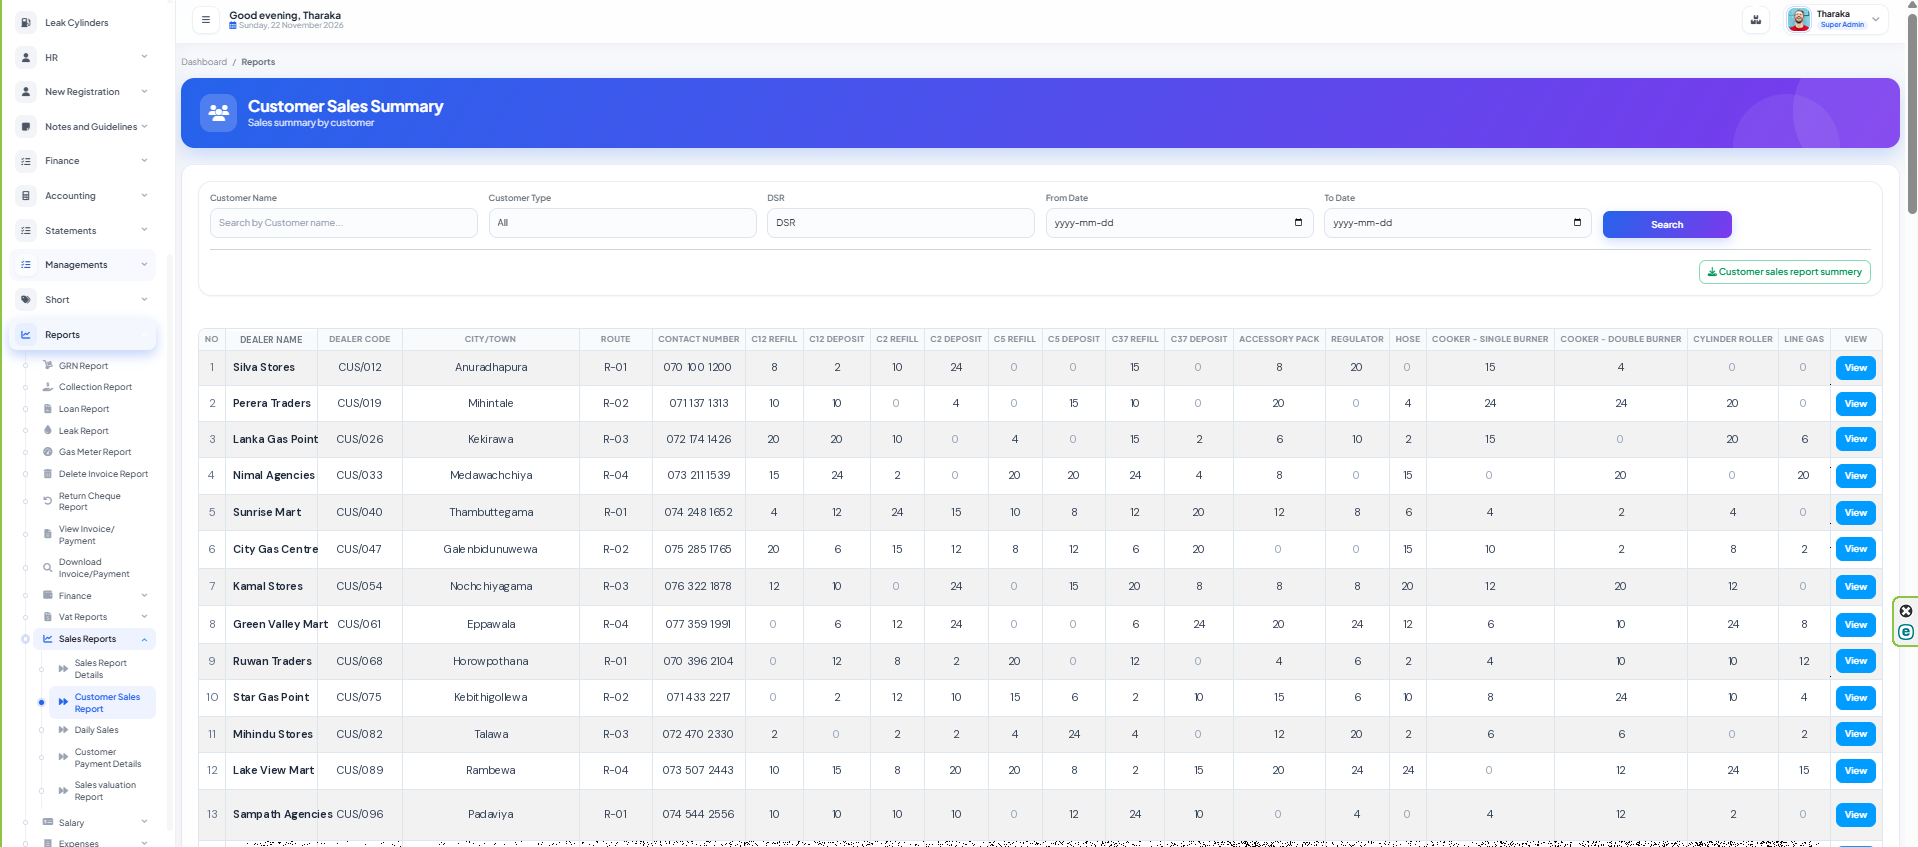 Leak Cylinders
HR
New Registration
Notes and Guidelines
Finance
Accounting
Statements
Managements
Short
Reports
GRN Report
Collection Report
Loan Report
Leak Report
Gas Meter Report
Delete Invoice Report
Return Cheque
Report
View Invoice/
Payment
Download
Invoice/Payment
Finance
Vat Reports
Sales Reports
Sales Report
Details
Customer Sales
Report
Daily Sales
Customer
Payment Details
Sales valuation
Report
Salary
Expenses
Good evening, Tharaka
Sunday, 22 November 2026
Tharaka
Super Admin
Dashboard / Reports
Customer Sales Summary
Sales summary by customer
Customer Name Customer Type DSR From Date To Date
Search by Customer name... All DSR yyyy-mm-dd yyyy-mm-dd Search
Customer sales report summery
NO DEALER NAME DEALER CODE CITY/TOWN ROUTE CONTACT NUMBER C12 REFILL C12 DEPOSIT C2 REFILL C2 DEPOSIT C5 REFILL C5 DEPOSIT C37 REFILL C37 DEPOSIT ACCESSORY PACK REGULATOR HOSE COOKER - SINGLE BURNER COOKER - DOUBLE BURNER CYLINDER ROLLER LINE GAS VIEW
1 Silva Stores CUS/012 Anuradhapura R-01 070 100 1200 8 2 10 24 0 0 15 0 8 20 0 15 4 0 0 View
2 Perera Traders CUS/019 Mihintale R-02 071 137 1313 10 10 0 4 0 15 10 0 20 0 4 24 24 20 0 View
3 Lanka Gas Point CUS/026 Kekirawa R-03 072 174 1426 20 20 10 0 4 0 15 2 6 10 2 15 0 20 6 View
4 Nimal Agencies CUS/033 Medawachchiya R-04 073 211 1539 15 24 2 0 20 20 24 4 8 0 15 0 20 0 20 View
5 Sunrise Mart CUS/040 Thambuttegama R-01 074 248 1652 4 12 24 15 10 8 12 20 12 8 6 4 2 4 0 View
6 City Gas Centre CUS/047 Galenbidunuwewa R-02 075 285 1765 20 6 15 12 8 12 6 20 0 0 15 10 2 8 2 View
7 Kamal Stores CUS/054 Nochchiyagama R-03 076 322 1878 12 10 0 24 0 15 20 8 8 8 20 12 20 12 0 View
8 Green Valley Mart CUS/061 Eppawala R-04 077 359 1991 0 6 12 24 0 0 6 24 20 24 12 6 10 24 8 View
9 Ruwan Traders CUS/068 Horowpothana R-01 070 396 2104 0 12 8 2 20 0 12 0 4 6 2 4 10 10 12 View
10 Star Gas Point CUS/075 Kebithigollewa R-02 071 433 2217 0 2 12 10 15 6 2 10 15 6 10 8 24 10 4 View
11 Mihindu Stores CUS/082 Talawa R-03 072 470 2330 2 0 2 2 4 24 4 0 12 20 2 6 6 0 2 View
12 Lake View Mart CUS/089 Rambewa R-04 073 507 2443 10 15 8 20 20 8 2 15 20 24 24 0 12 24 15 View
13 Sampath Agencies CUS/096 Padaviya R-01 074 544 2556 10 10 10 10 0 12 24 10 0 4 0 4 12 2 0 View